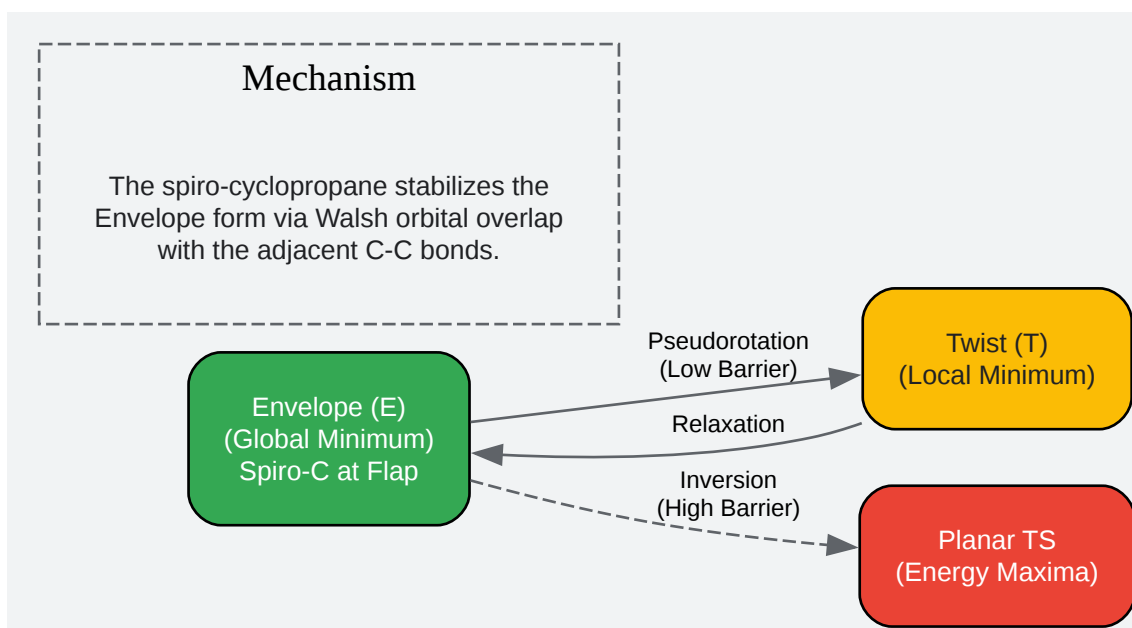 Mechanism
The spiro-cyclopropane stabilizes the
Envelope form via Walsh orbital overlap
with the adjacent C-C bonds.
Pseudorotation
(Low Barrier)
Twist (T)
(Local Minimum)
Envelope (E)
(Global Minimum)
Spiro-C at Flap
Relaxation
Inversion
(High Barrier)
Planar TS
(Energy Maxima)